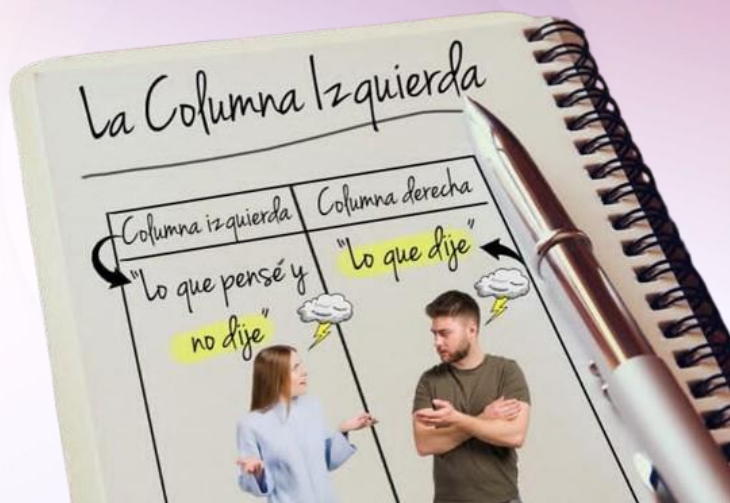 La Columna Izquierda
Columna izquierda
Columna derecha
"Lo que pensé y
no dije"
"Lo que dije"